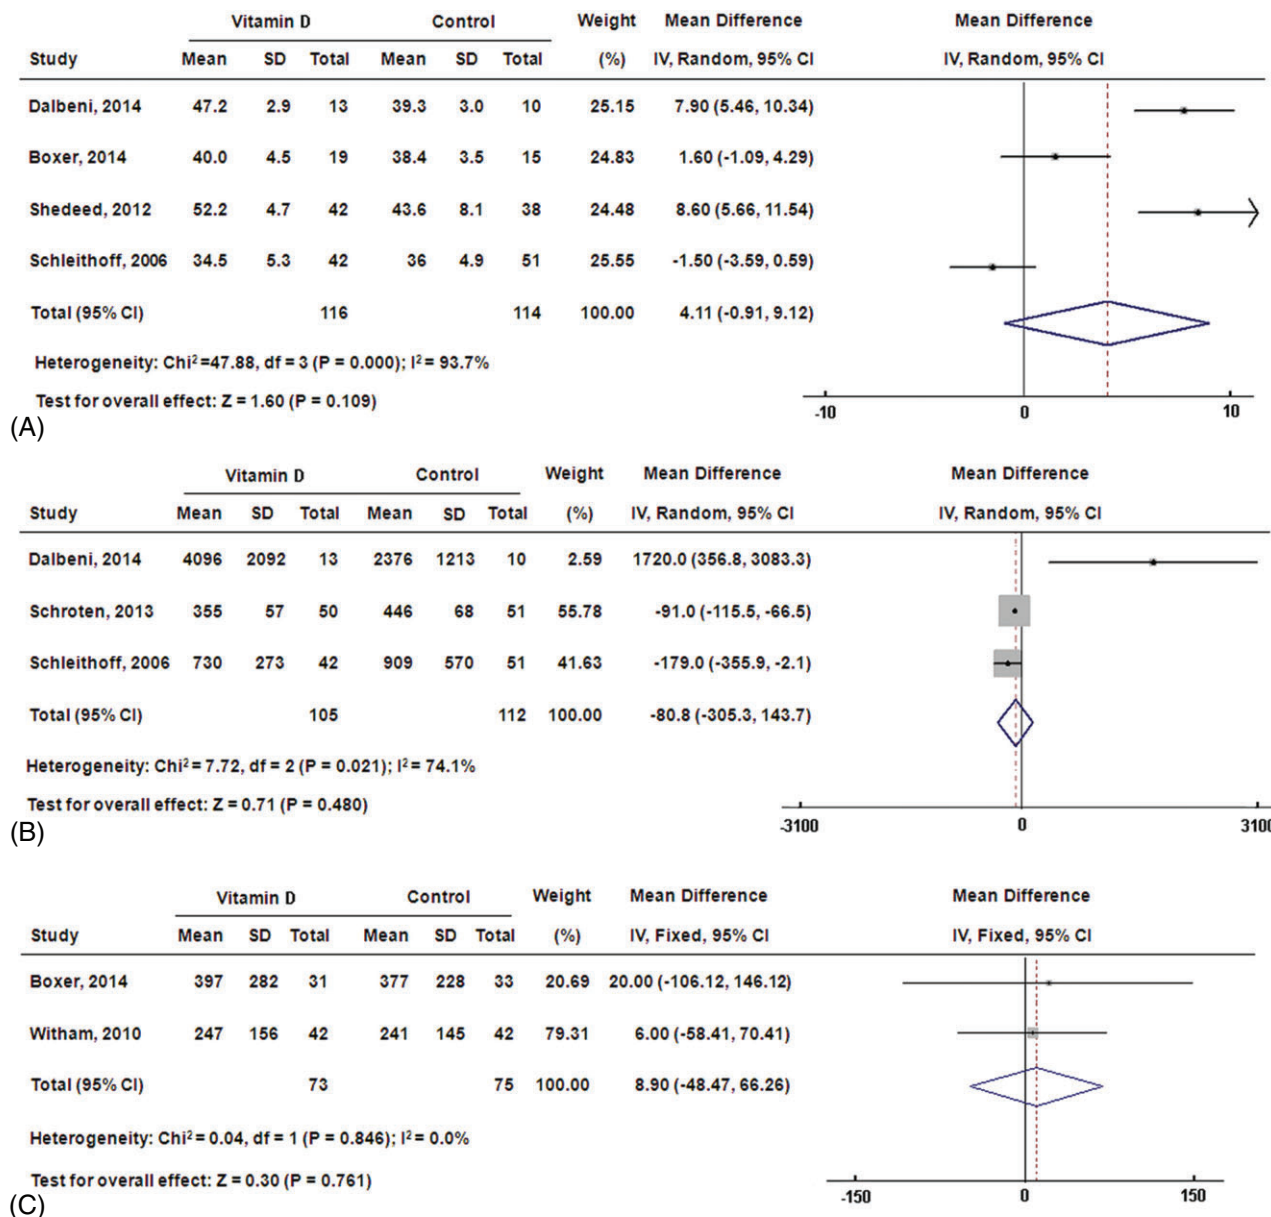 Vitamin D Control Weight Mean Difference Mean Difference
Study Mean SD Total Mean SD Total (%) IV, Random, 95% CI IV, Random, 95% CI
Dalbeni, 2014 47.2 2.9 13 39.3 3.0 10 25.15 7.90 (5.46, 10.34)
Boxer, 2014 40.0 4.5 19 38.4 3.5 15 24.83 1.60 (-1.09, 4.29)
Shedeed, 2012 52.2 4.7 42 43.6 8.1 38 24.48 8.60 (5.66, 11.54)
Schleithoff, 2006 34.5 5.3 42 36 4.9 51 25.55 -1.50 (-3.59, 0.59)
Total (95% CI) 116 114 100.00 4.11 (-0.91, 9.12)
Heterogeneity: Chi²=47.88, df = 3 (P = 0.000); I² = 93.7%
Test for overall effect: Z = 1.60 (P = 0.109)
-10 0 10
(A)
Vitamin D Control Weight Mean Difference Mean Difference
Study Mean SD Total Mean SD Total (%) IV, Random, 95% CI IV, Random, 95% CI
Dalbeni, 2014 4096 2092 13 2376 1213 10 2.59 1720.0 (356.8, 3083.3)
Schroten, 2013 355 57 50 446 68 51 55.78 -91.0 (-115.5, -66.5)
Schleithoff, 2006 730 273 42 909 570 51 41.63 -179.0 (-355.9, -2.1)
Total (95% CI) 105 112 100.00 -80.8 (-305.3, 143.7)
Heterogeneity: Chi² = 7.72, df = 2 (P = 0.021); I² = 74.1%
Test for overall effect: Z = 0.71 (P = 0.480)
-3100 0 3100
(B)
Vitamin D Control Weight Mean Difference Mean Difference
Study Mean SD Total Mean SD Total (%) IV, Fixed, 95% CI IV, Fixed, 95% CI
Boxer, 2014 397 282 31 377 228 33 20.69 20.00 (-106.12, 146.12)
Witham, 2010 247 156 42 241 145 42 79.31 6.00 (-58.41, 70.41)
Total (95% CI) 73 75 100.00 8.90 (-48.47, 66.26)
Heterogeneity: Chi² = 0.04, df = 1 (P = 0.846); I² = 0.0%
Test for overall effect: Z = 0.30 (P = 0.761)
-150 0 150
(C)